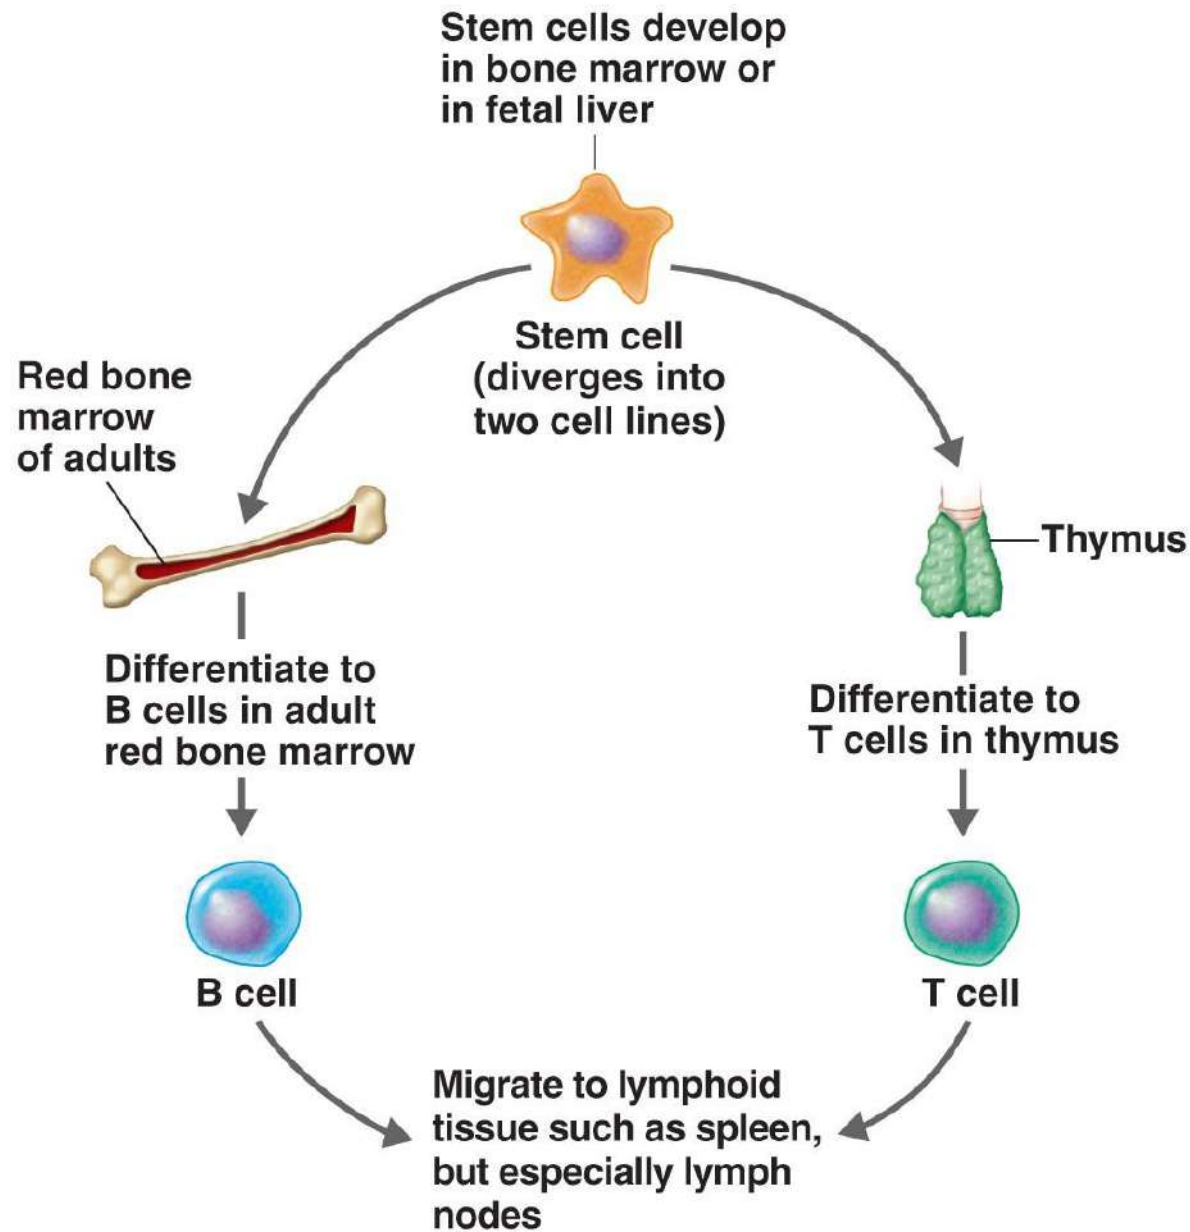 Stem cells develop
in bone marrow or
in fetal liver
Stem cell
(diverges into
two cell lines)
Red bone
marrow
of adults
Thymus
Differentiate to
B cells in adult
red bone marrow
Differentiate to
T cells in thymus
B cell
T cell
Migrate to lymphoid
tissue such as spleen,
but especially lymph
nodes